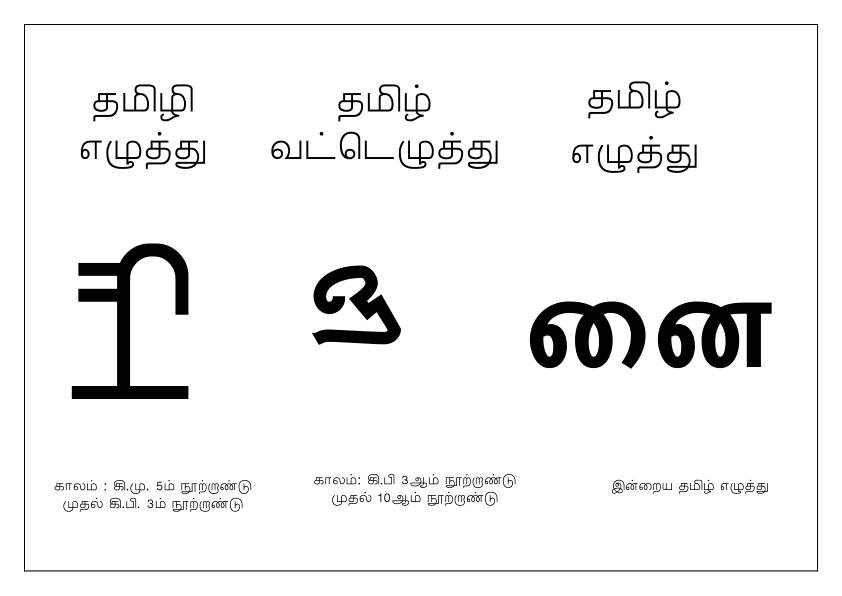 தமிழி
எழுத்து
தமிழ்
வட்டெழுத்து
தமிழ்
எழுத்து
னை
காலம் : கி.மு. 5ம் நூற்றாண்டு
முதல் கி.பி. 3ம் நூற்றாண்டு
காலம்: கி.பி 3ஆம் நூற்றாண்டு
முதல் 10ஆம் நூற்றாண்டு
இன்றைய தமிழ் எழுத்து